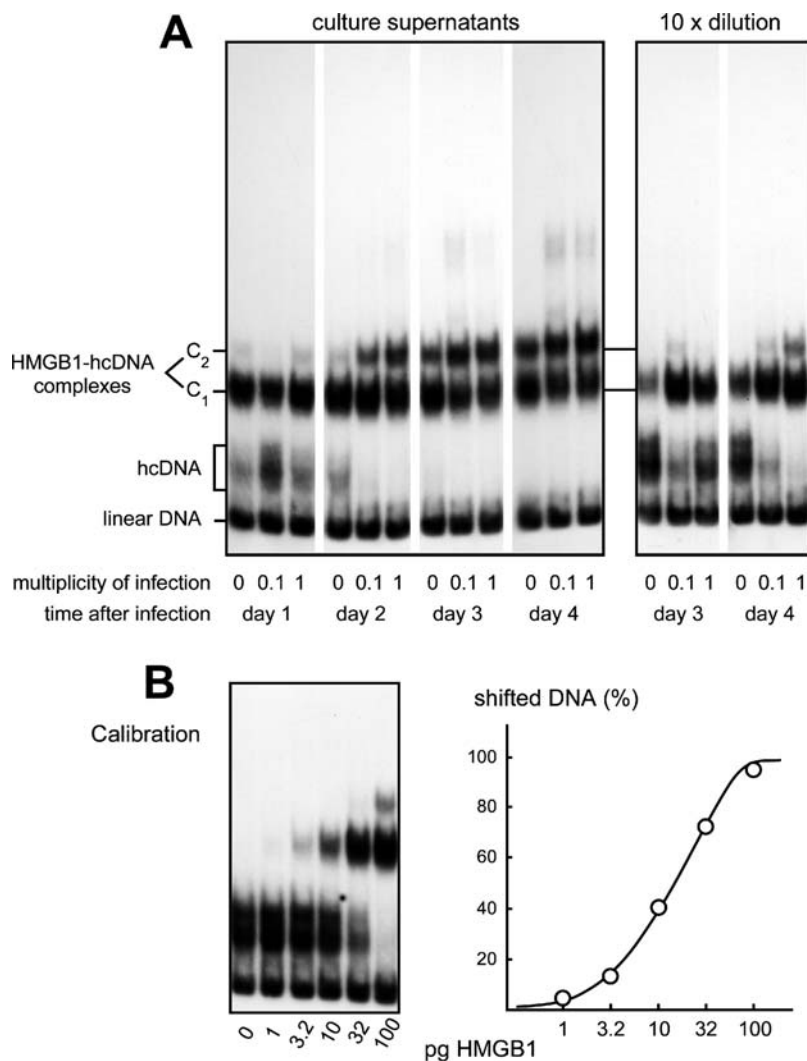 A
culture supernatants
10 x dilution
HMGB1-hcDNA
complexes
C2
C1
hcDNA
linear DNA
multiplicity of infection 0 0.1 1 0 0.1 1 0 0.1 1 0 0.1 1 0 0.1 1 0 0.1 1
time after infection day 1 day 2 day 3 day 4 day 3 day 4
B
Calibration
0 1 3.2 10 32 100
shifted DNA (%)
100
80
60
40
20
1 3.2 10 32 100
pg HMGB1